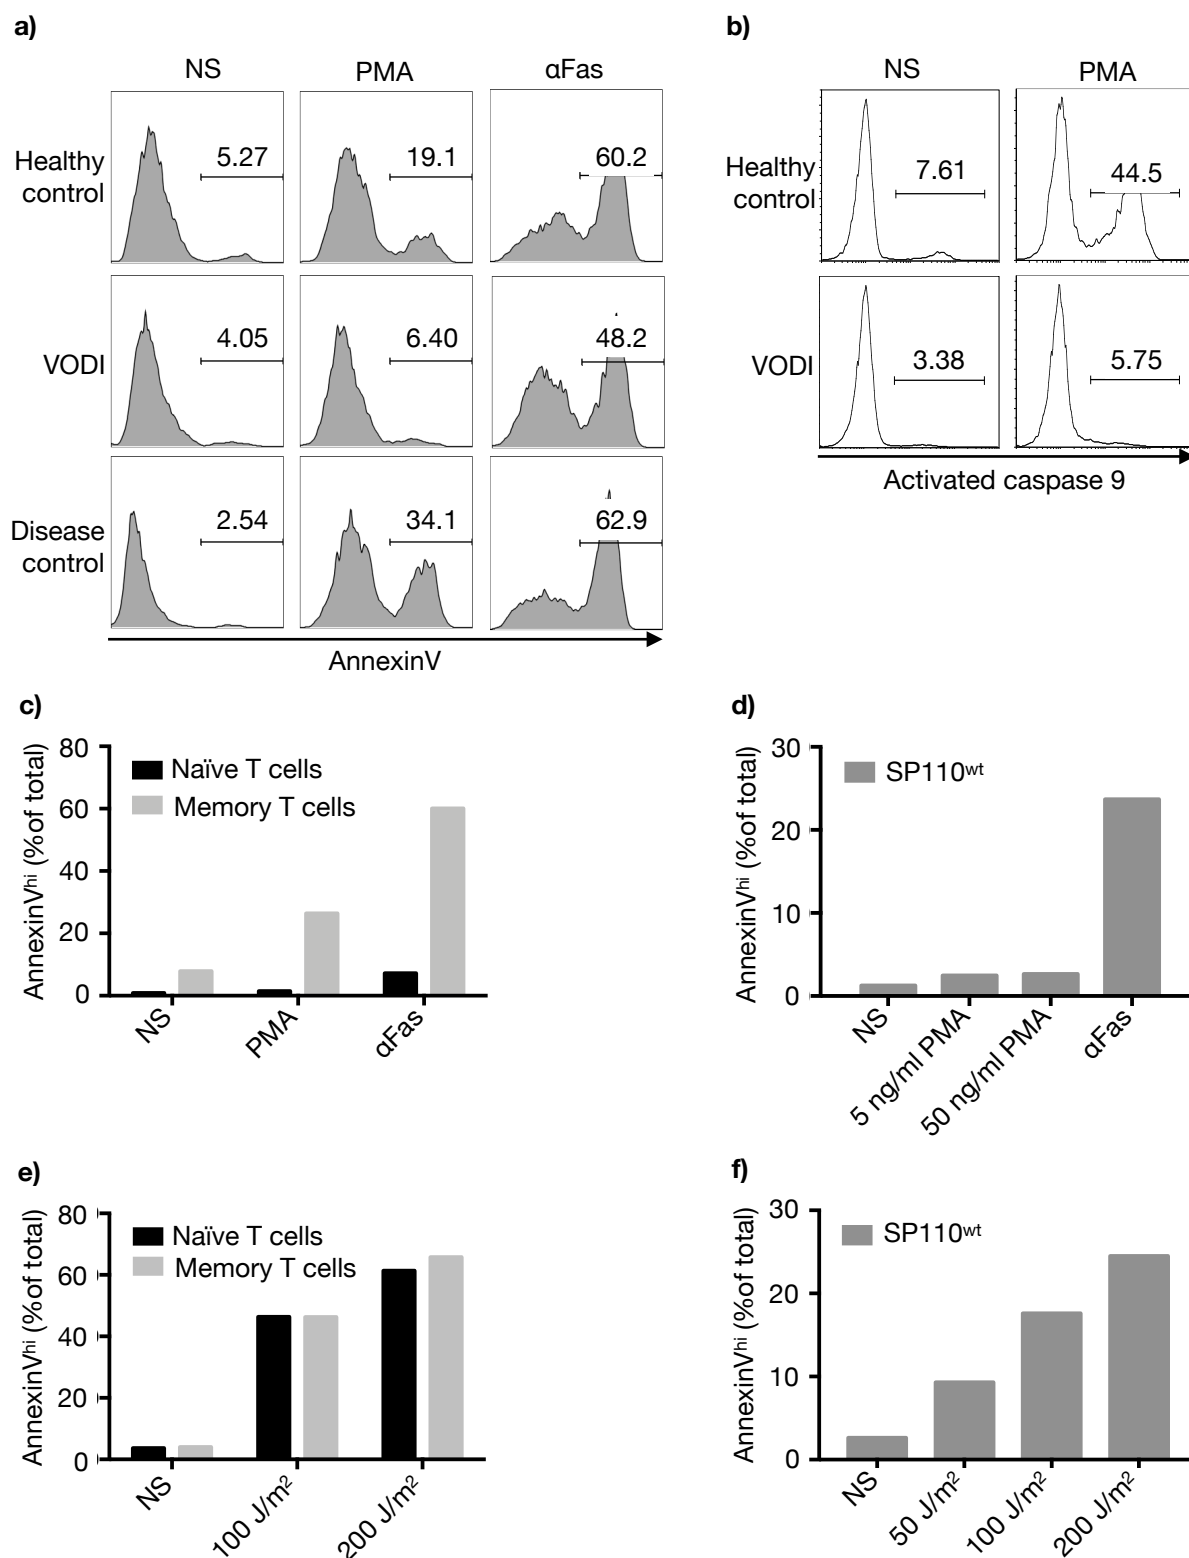 a)
NS
PMA
αFas
Healthy
control
5.27
19.1
60.2
VODI
4.05
6.40
48.2
Disease
control
2.54
34.1
62.9
AnnexinV
b)
NS
PMA
Healthy
control
7.61
44.5
VODI
3.38
5.75
Activated caspase 9
c)
AnnexinVhi (%of total)
80
60
40
20
0
Naïve T cells
Memory T cells
NS
PMA
αFas
d)
AnnexinVhi (%of total)
30
20
10
0
SP110wt
NS
5 ng/ml PMA
50 ng/ml PMA
αFas
e)
AnnexinVhi (%of total)
80
60
40
20
0
Naïve T cells
Memory T cells
NS
100 J/m²
200 J/m²
f)
AnnexinVhi (%of total)
30
20
10
0
SP110wt
NS
50 J/m²
100 J/m²
200 J/m²